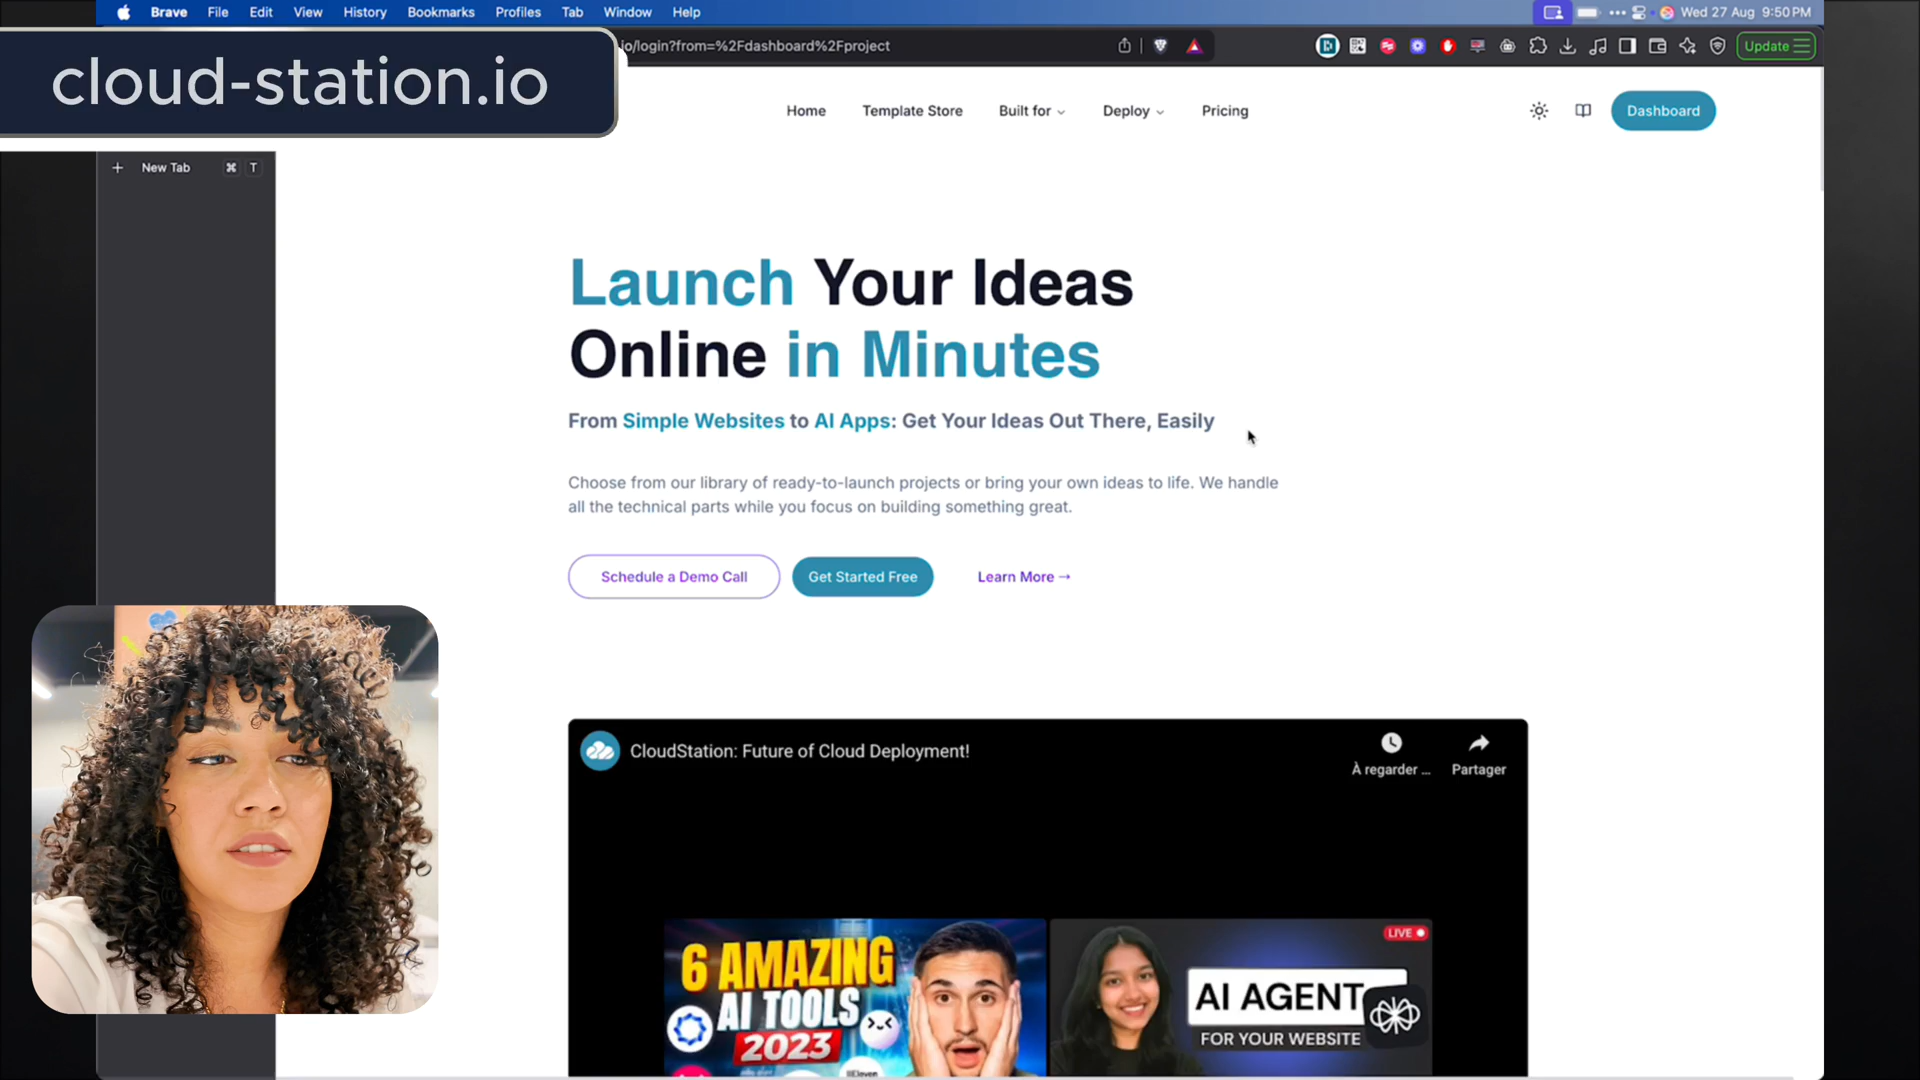 Brave File Edit View History Bookmarks Profiles Tab Window Help
Wed 27 Aug 9:50 PM
cloud-station.io
io/login?from=%2Fdashboard%2Fproject
Update
Home Template Store Built for Deploy Pricing
Dashboard
+ New Tab ⌘ T
Launch Your Ideas
Online in Minutes
From Simple Websites to AI Apps: Get Your Ideas Out There, Easily
Choose from our library of ready-to-launch projects or bring your own ideas to life. We handle
all the technical parts while you focus on building something great.
Schedule a Demo Call
Get Started Free
Learn More →
CloudStation: Future of Cloud Deployment!
À regarder ...
Partager
6 AMAZING
AI TOOLS
2023
IIEleven
LIVE
AI AGENT
FOR YOUR WEBSITE